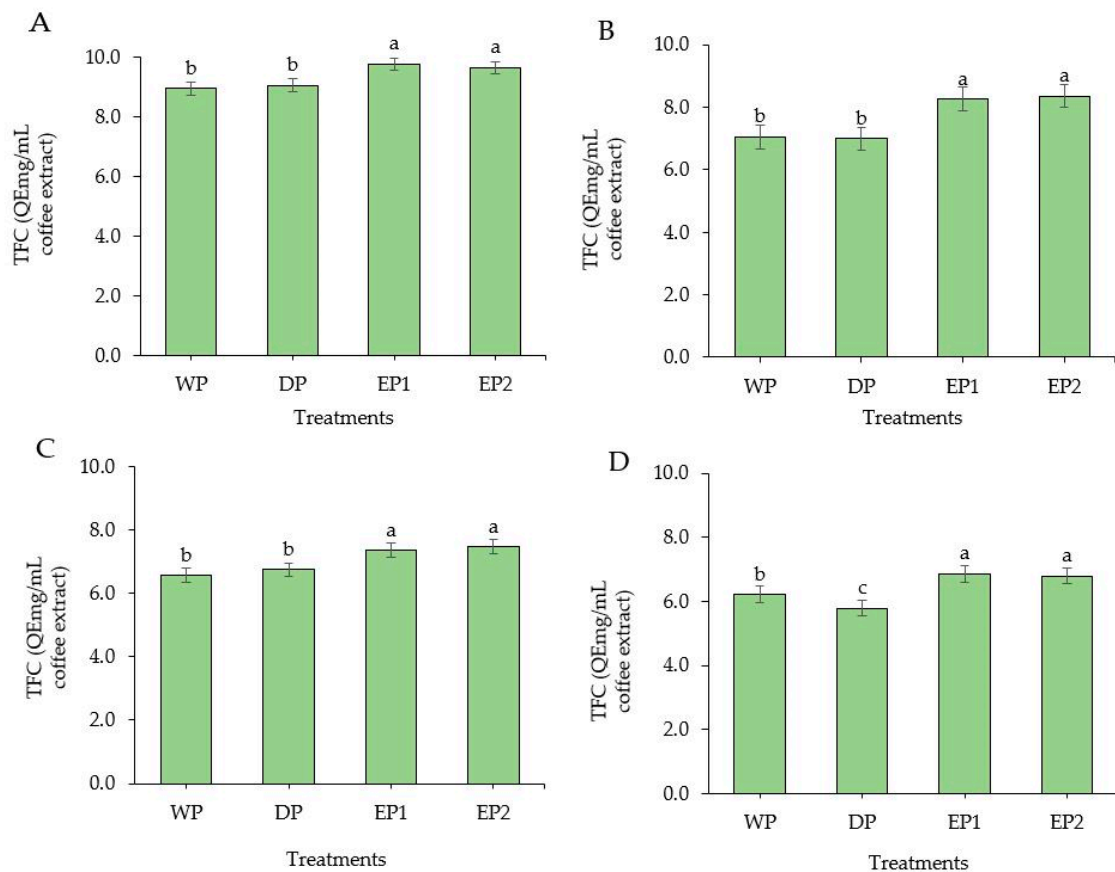 A
TFC (QEmg/mL
coffee extract)
10.0
8.0
6.0
4.0
2.0
0.0
b
b
a
a
WP
DP
EP1
EP2
Treatments
B
TFC (QEmg/mL
coffee extract)
10.0
8.0
6.0
4.0
2.0
0.0
b
b
a
a
WP
DP
EP1
EP2
Treatments
C
TFC (QEmg/mL
coffee extract)
10.0
8.0
6.0
4.0
2.0
0.0
b
b
a
a
WP
DP
EP1
EP2
Treatments
D
TFC (QEmg/mL
coffee extract)
10.0
8.0
6.0
4.0
2.0
0.0
b
c
a
a
WP
DP
EP1
EP2
Treatments